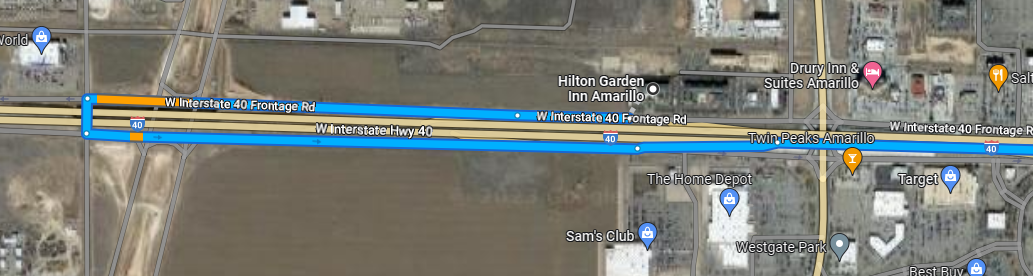 World
40
W Interstate 40 Frontage Rd
W Interstate Hwy 40
Hilton Garden
Inn Amarillo
W Interstate 40 Frontage Rd
40
Drury Inn &
Suites Amarillo
Salt
W Interstate 40 Frontage R
Twin Peaks Amarillo
40
The Home Depot
Target
Sam's Club
Westgate Park
Best Buy